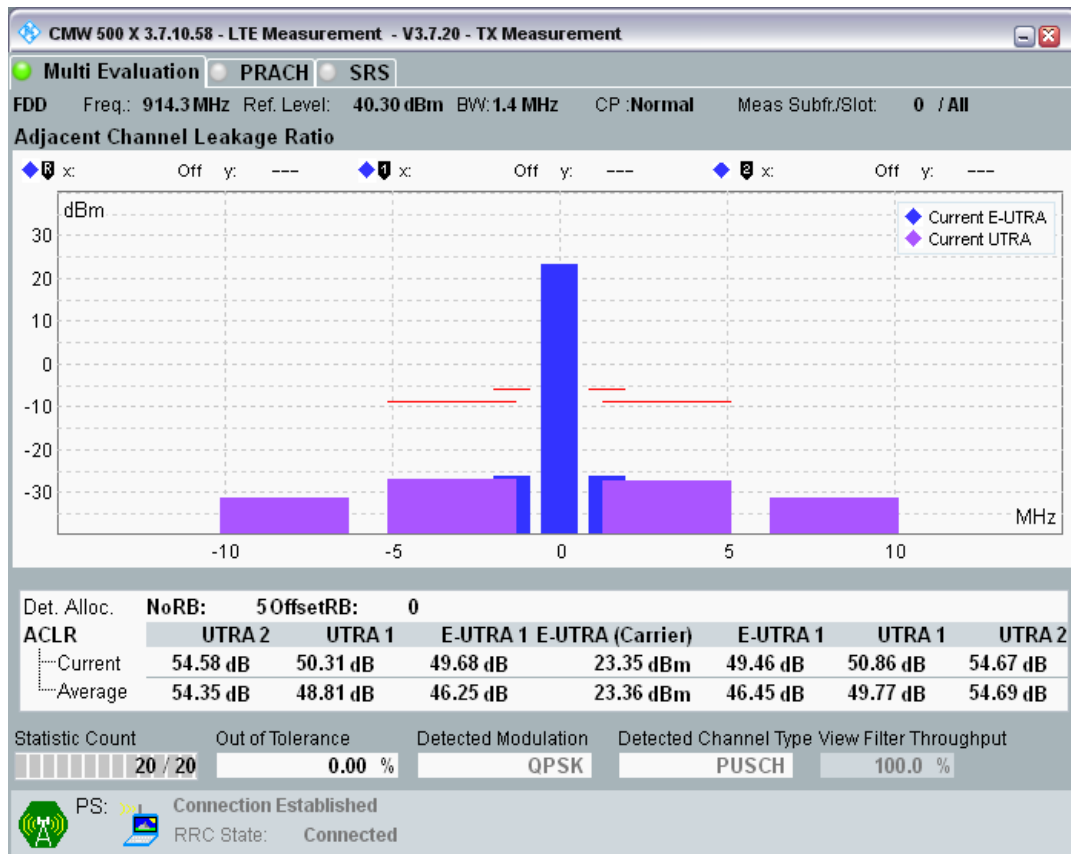 CMW 500 X 3.7.10.58 - LTE Measurement - V3.7.20 - TX Measurement
Multi Evaluation PRACH SRS
FDD Freq.: 914.3 MHz Ref. Level: 40.30 dBm BW: 1.4 MHz CP :Normal Meas Subfr./Slot: 0 / All
Adjacent Channel Leakage Ratio
R x: Off y: --- 1 x: Off y: --- 2 x: Off y: ---
dBm
Current E-UTRA
Current UTRA
30
20
10
0
-10
-20
-30
MHz
-10 -5 0 5 10
Det. Alloc. NoRB: 5 OffsetRB: 0
ACLR UTRA 2 UTRA 1 E-UTRA 1 E-UTRA (Carrier) E-UTRA 1 UTRA 1 UTRA 2
Current 54.58 dB 50.31 dB 49.68 dB 23.35 dBm 49.46 dB 50.86 dB 54.67 dB
Average 54.35 dB 48.81 dB 46.25 dB 23.36 dBm 46.45 dB 49.77 dB 54.69 dB
Statistic Count Out of Tolerance Detected Modulation Detected Channel Type View Filter Throughput
20 / 20 0.00 % QPSK PUSCH 100.0 %
PS: Connection Established
RRC State: Connected